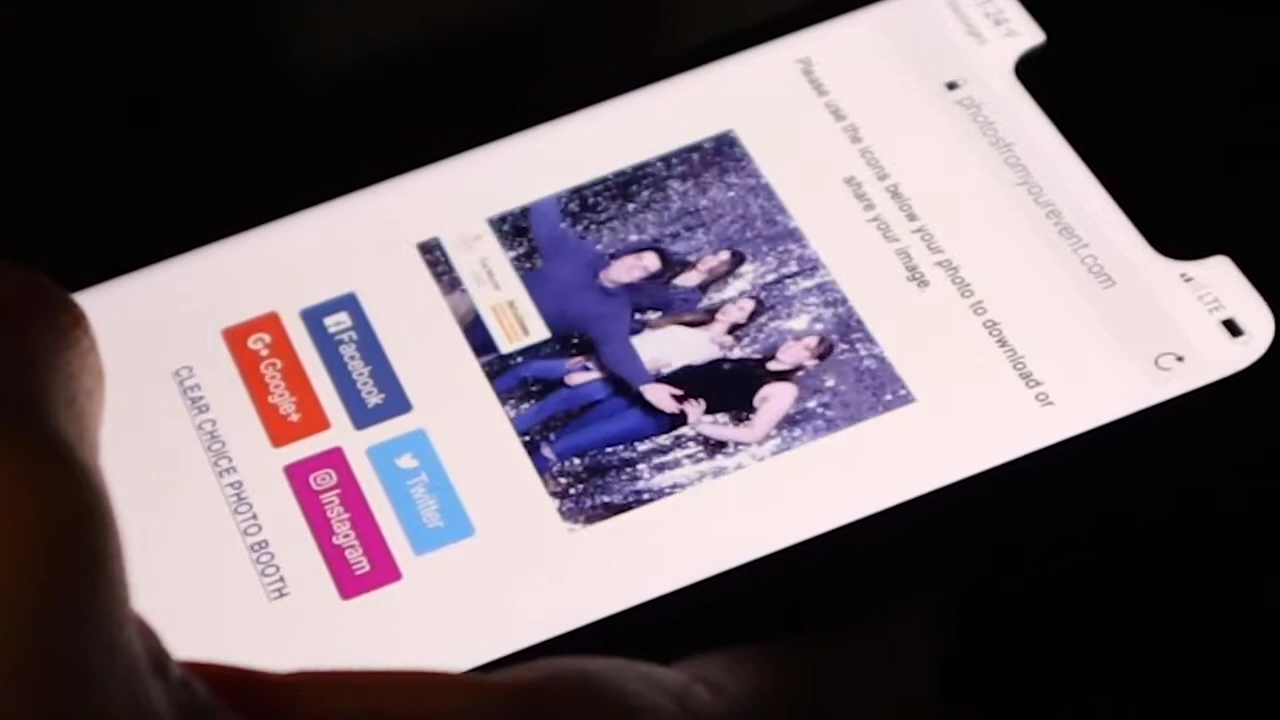 photosfromyourevent.com
LTE
Please use the icons below your photo to download or
share your image.
Facebook
Twitter
G+ Google+
Instagram
CLEAR CHOICE PHOTO BOOTH